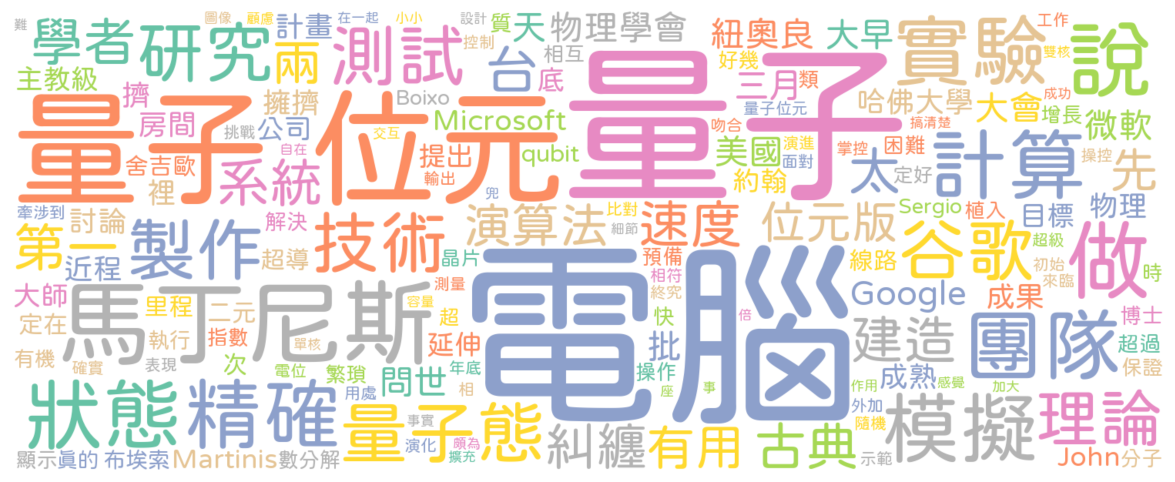 難 圖像 顧慮 在一起 小小 設計 質 天 物理學會 紐奧良 大早 工作
學者 研究 計畫 兩 測試 控制 台 相互 好幾 三月 類 實驗 雙核 說
主教級 擠 擁擠 Boixo 底 量子 量子位元 哈佛大學 大會 成功 增長 微軟
量子 位元 房間 挑戰 公司 交互 Microsoft 吻合 演進 搞清楚
舍吉歐 自在 系統 提出 輸出 qubit 美國 面對 掌控 困難 操控 計算 先
牽涉到 裡 兜 約翰 太 定好
第一 討論 製作 解決 技術 演算法 比對 細節 速度 位元版 Sergio 植入 目標 物理
近程 超導 晶片 預備 線路 谷歌 超級 做
大師 馬丁尼斯 里程 二元 測量 相符 電腦 Google 初始 來臨 時
定在 指數 容量 超 終究 快 成果 博士
有機 執行 單核 延伸 倍 批 建造 團隊 超過
確實 表現 次 電位 繁瑣 年底 操作 成熟 感覺 保證
用處 問世 相 座 事 作用 加大
狀態 精確 量子態 事實 外加 模擬 理論
頗為 糾纏 有用 古典 隨機
顯示 真的 布埃索 Martinis 數分解 演化 擴充 示範 John 分子